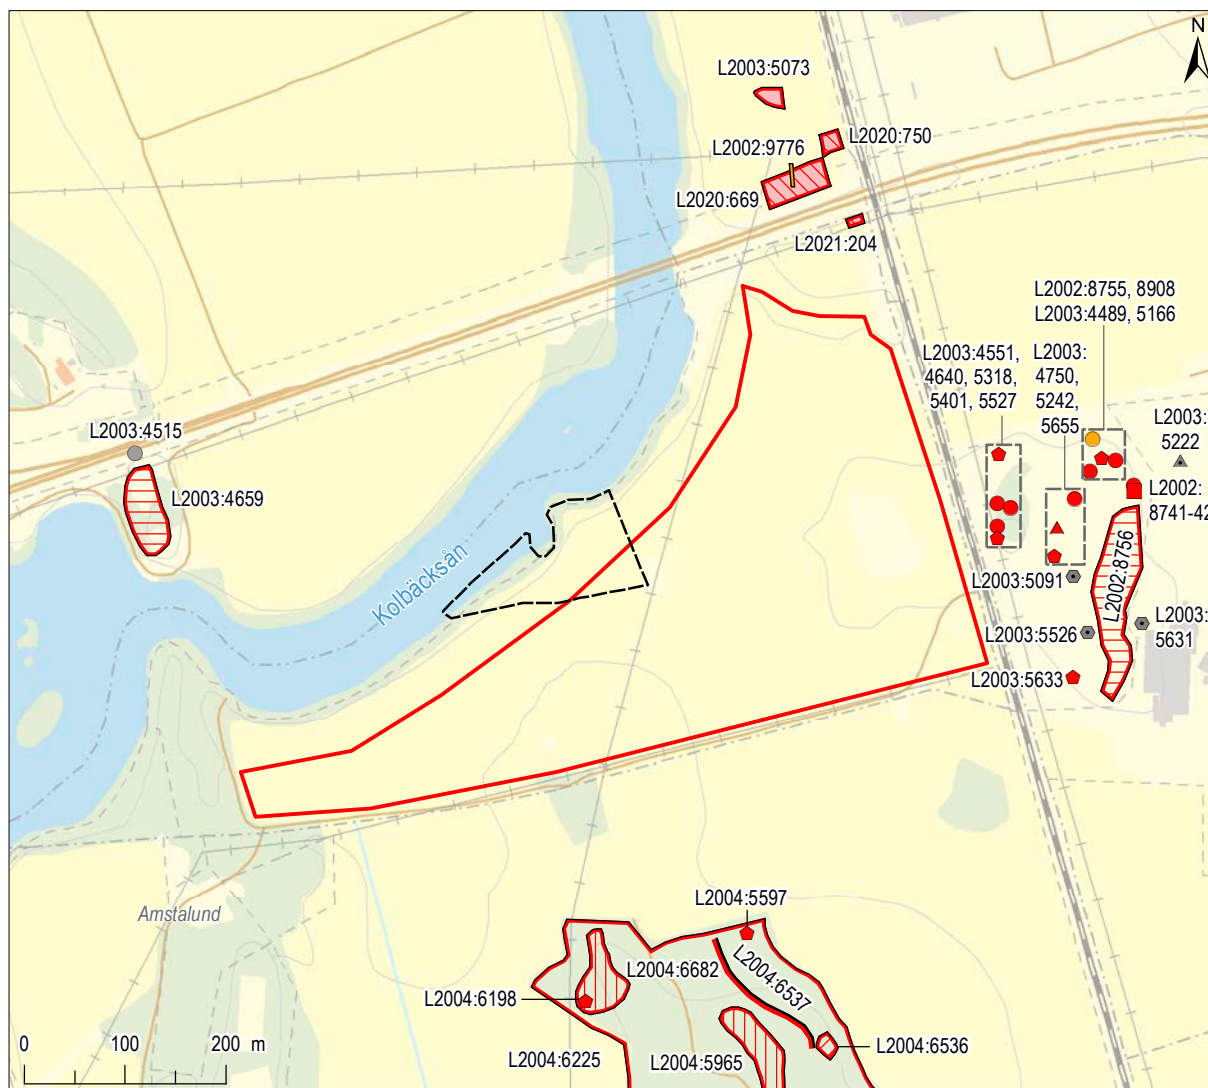 N
L2003:5073
L2020:750
L2002:9776
L2020:669
L2021:204
L2002:8755, 8908
L2003:4489, 5166
L2003:4551,
4640, 5318,
5401, 5527
L2003:
4750,
5242,
5655
L2003:
5222
L2003:4515
L2003:4659
L2002:
8741-42
Kolbäcksån
L2003:5091
L2002:8756
L2003:5526
L2003:
5631
L2003:5633
Amstalund
L2004:5597
L2004:6682
L2004:6537
L2004:6198
L2004:6225
L2004:5965
L2004:6536
0 100 200 m